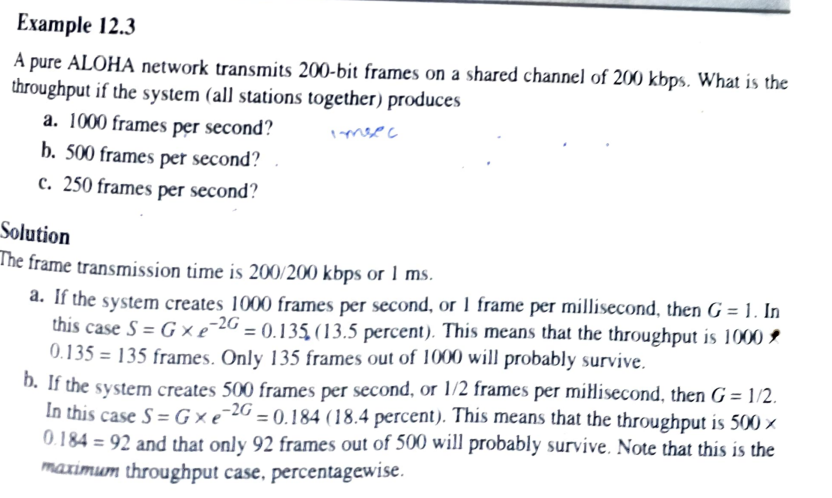 Example 12.3
A pure ALOHA network transmits 200-bit frames on a shared channel of 200 kbps. What is the
throughput if the system (all stations together) produces
a. 1000 frames per second? 1 msec
b. 500 frames per second?
c. 250 frames per second?
Solution
The frame transmission time is 200/200 kbps or 1 ms.
a. If the system creates 1000 frames per second, or 1 frame per millisecond, then G = 1. In
this case S = G × e⁻²ᴳ = 0.135 (13.5 percent). This means that the throughput is 1000 ×
0.135 = 135 frames. Only 135 frames out of 1000 will probably survive.
b. If the system creates 500 frames per second, or 1/2 frames per millisecond, then G = 1/2.
In this case S = G × e⁻²ᴳ = 0.184 (18.4 percent). This means that the throughput is 500 ×
0.184 = 92 and that only 92 frames out of 500 will probably survive. Note that this is the
maximum throughput case, percentagewise.